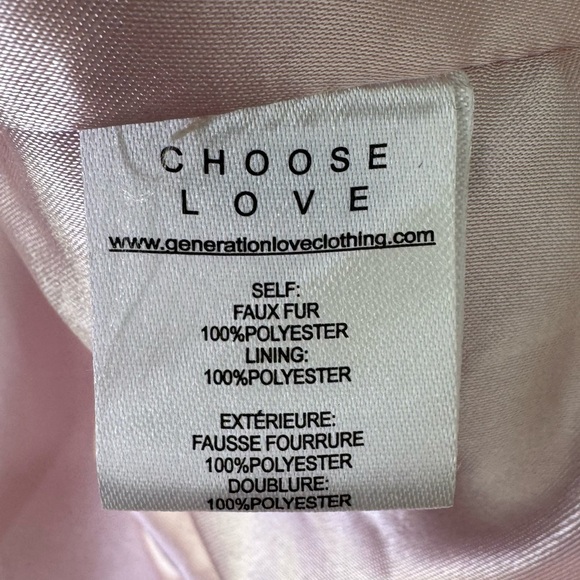 CHOOSE
LOVE
www.generationloveclothing.com
SELF:
FAUX FUR
100%POLYESTER
LINING:
100%POLYESTER
EXTÉRIEURE:
FAUSSE FOURRURE
100%POLYESTER
DOUBLURE:
100%POLYESTER